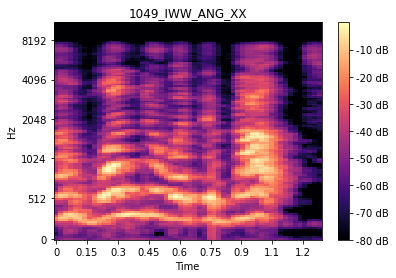 1049_IWW_ANG_XX
8192
4096
2048
1024
512
0
Hz
0 0.15 0.3 0.45 0.6 0.75 0.9 1.1 1.2
Time
-10 dB
-20 dB
-30 dB
-40 dB
-50 dB
-60 dB
-70 dB
-80 dB